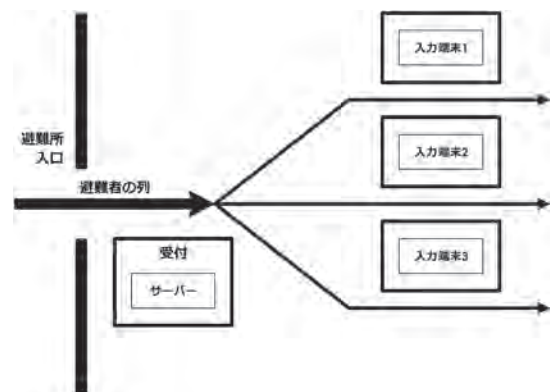 入力端末1
避難所
入口
入力端末2
避難者の列
受付
サーバー
入力端末3